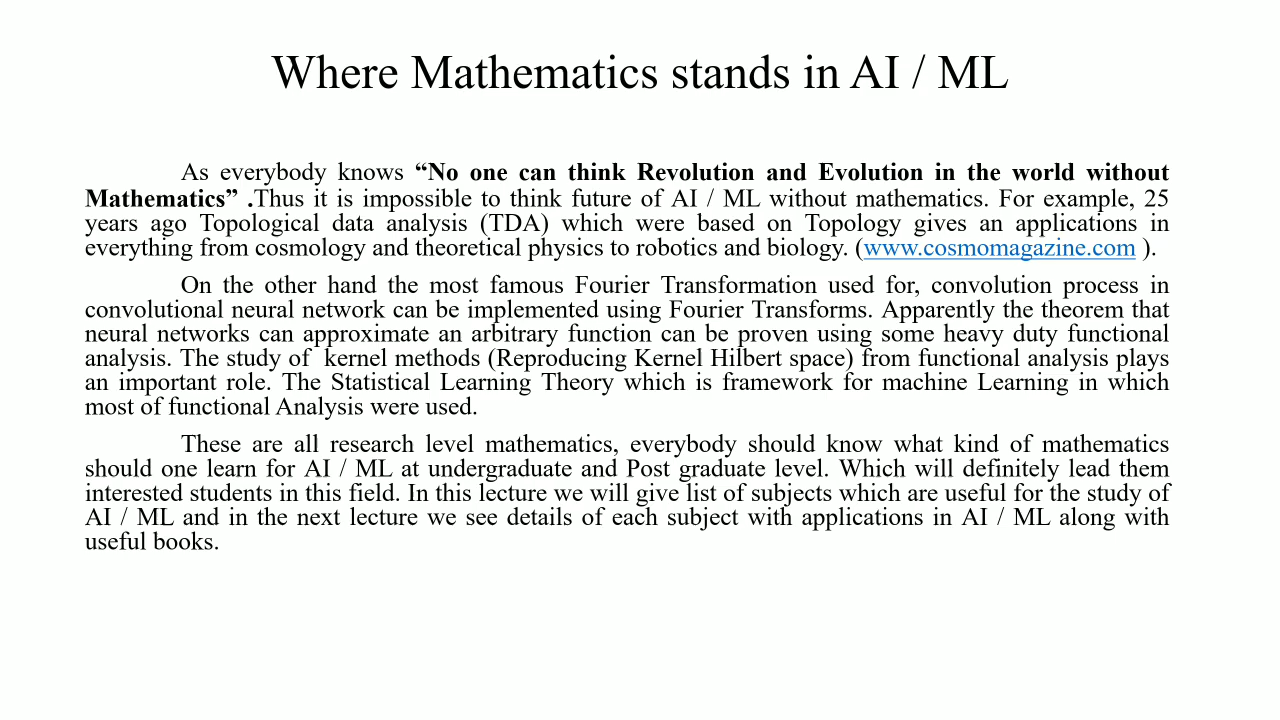 Where Mathematics stands in AI / ML
As everybody knows “No one can think Revolution and Evolution in the world without
Mathematics” .Thus it is impossible to think future of AI / ML without mathematics. For example, 25
years ago Topological data analysis (TDA) which were based on Topology gives an applications in
everything from cosmology and theoretical physics to robotics and biology. (www.cosmomagazine.com ).
On the other hand the most famous Fourier Transformation used for, convolution process in
convolutional neural network can be implemented using Fourier Transforms. Apparently the theorem that
neural networks can approximate an arbitrary function can be proven using some heavy duty functional
analysis. The study of  kernel methods (Reproducing Kernel Hilbert space) from functional analysis plays
an important role. The Statistical Learning Theory which is framework for machine Learning in which
most of functional Analysis were used.
These are all research level mathematics, everybody should know what kind of mathematics
should one learn for AI / ML at undergraduate and Post graduate level. Which will definitely lead them
interested students in this field. In this lecture we will give list of subjects which are useful for the study of
AI / ML and in the next lecture we see details of each subject with applications in AI / ML along with
useful books.